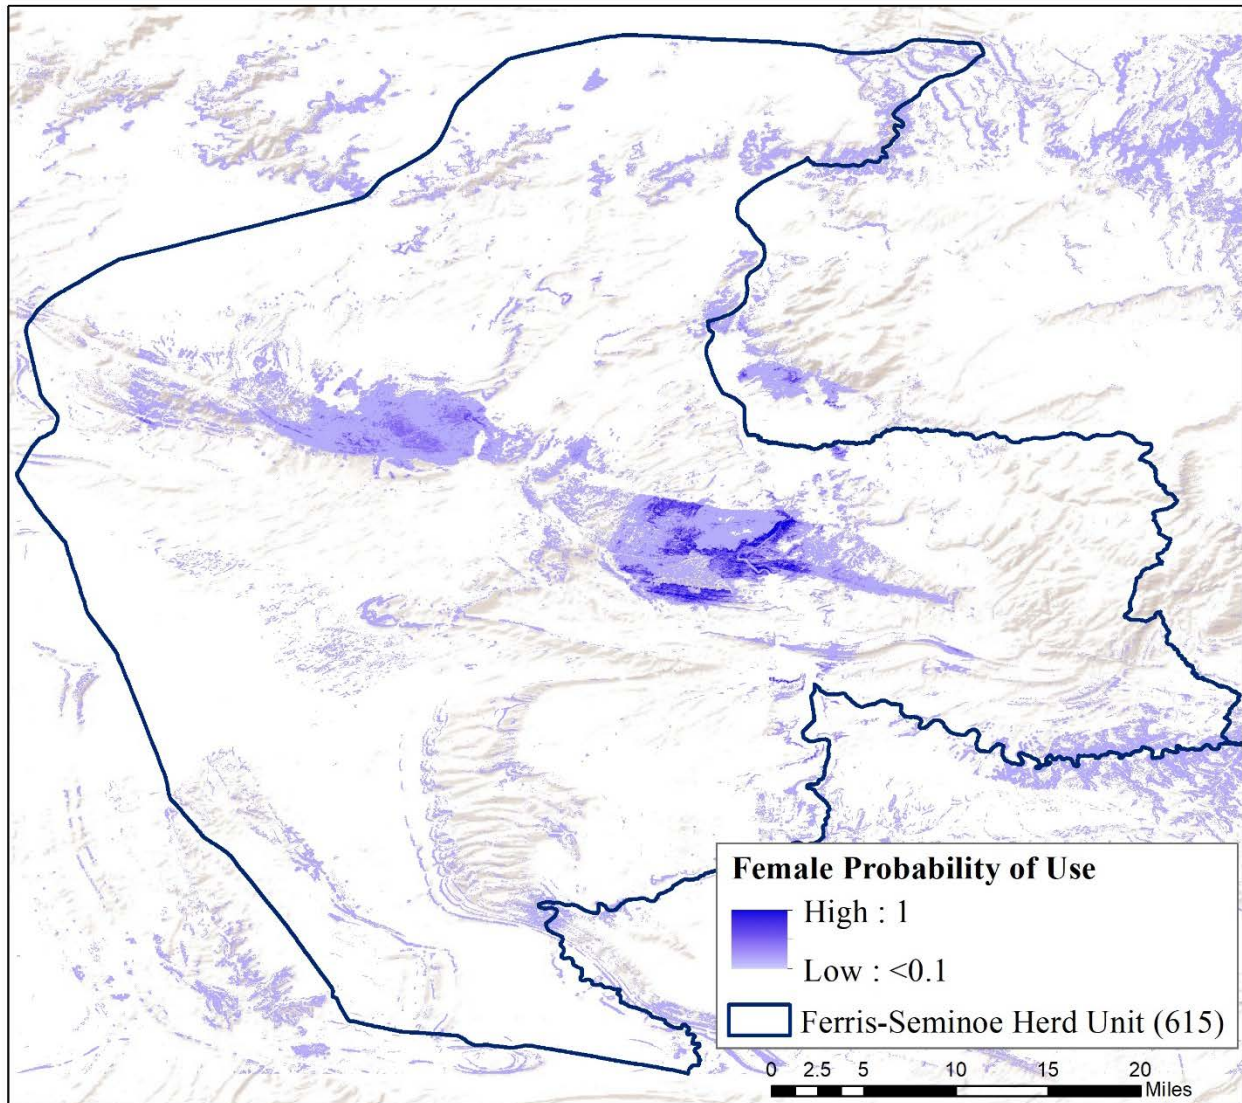 Female Probability of Use
High : 1
Low : <0.1
Ferris-Seminoe Herd Unit (615)
0 2.5 5 10 15 20
Miles